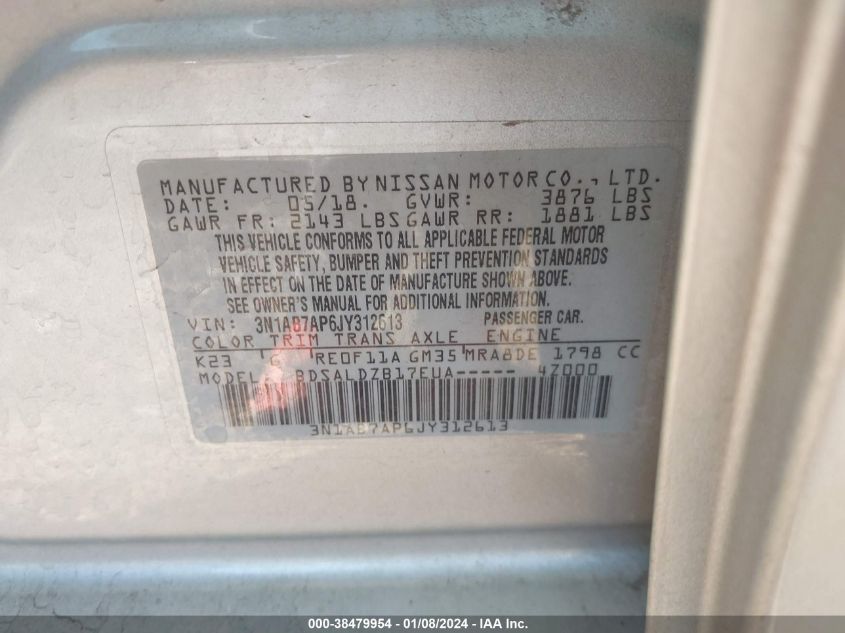 MANUFACTURED BY NISSAN MOTOR CO., LTD.
DATE: 05/18. GVWR: 3876 LBS
GAWR FR: 2143 LBS GAWR RR: 1881 LBS
THIS VEHICLE CONFORMS TO ALL APPLICABLE FEDERAL MOTOR
VEHICLE SAFETY, BUMPER AND THEFT PREVENTION STANDARDS
IN EFFECT ON THE DATE OF MANUFACTURE SHOWN ABOVE.
SEE OWNER'S MANUAL FOR ADDITIONAL INFORMATION.
VIN: 3N1AB7AP6JY312613 PASSENGER CAR.
COLOR TRIM TRANS AXLE ENGINE
K23 G RE0F11A GM35 MRA8DE 1798 CC
MODEL BDSALDZB17EUA----- 4Z000
3N1AB7AP6JY312613
000-38479954 - 01/08/2024 - IAA Inc.